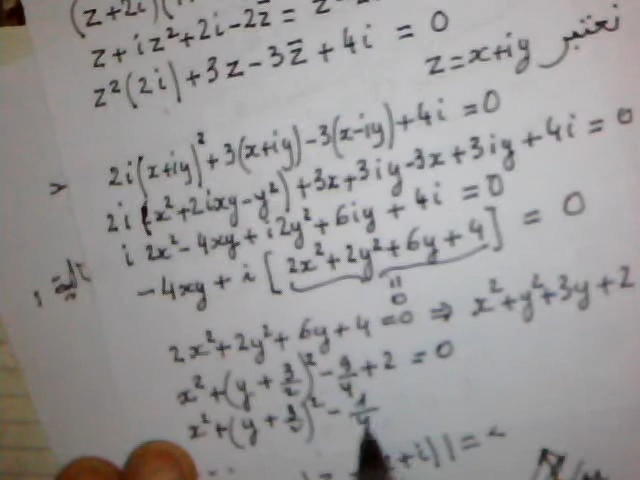 (z+2i)(
z+iz²+2i-2z̅ = z
z²(2i)+3z-3z̅+4i = 0
نعتبر z=x+iy
2i(x+iy)²+3(x+iy)-3(x-iy)+4i=0
2i(x²+2ixy-y²)+3x+3iy-3x+3iy+4i=0
i2x²-4xy+i2y²+6iy+4i=0
-4xy+i[2x²+2y²+6y+4] = 0
=0
2x²+2y²+6y+4=0 ⇒ x²+y²+3y+2
x²+(y+3/2)²-9/4+2=0
x²+(y+3/2)²-1/4
+i)|=